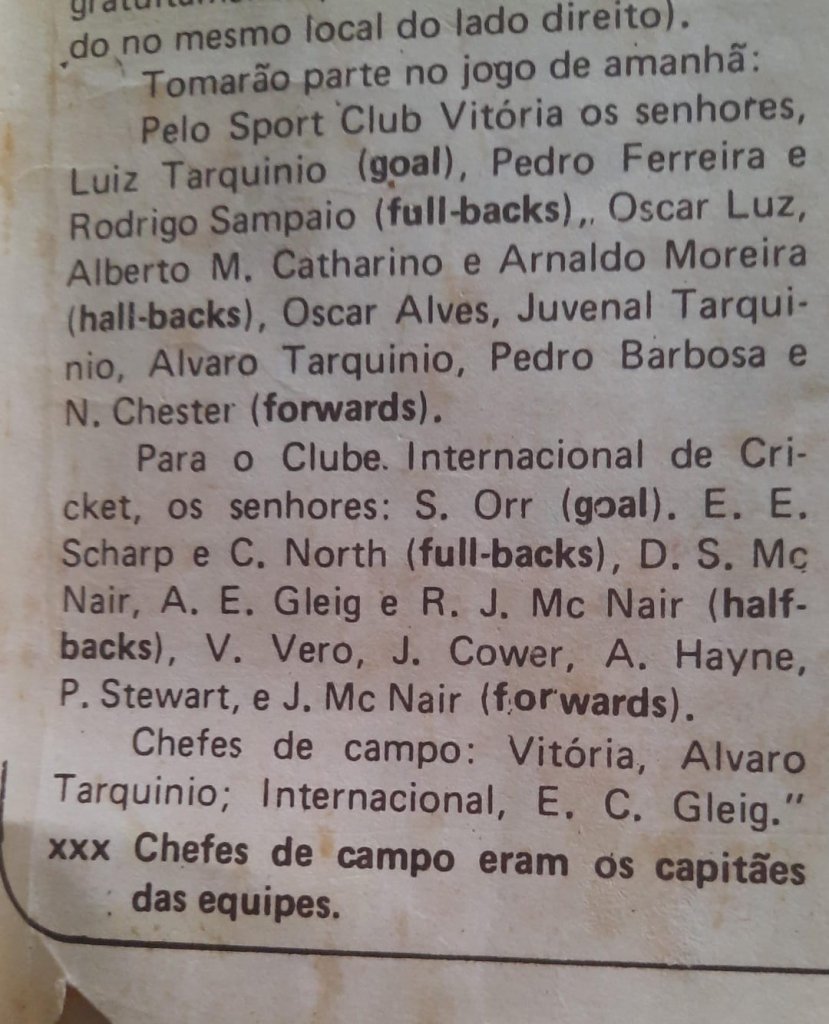 do no mesmo local do lado direito).
Tomarão parte no jogo de amanhã:
Pelo Sport Club Vitória os senhores,
Luiz Tarquinio (goal), Pedro Ferreira e
Rodrigo Sampaio (full-backs),, Oscar Luz,
Alberto M. Catharino e Arnaldo Moreira
(hall-backs), Oscar Alves, Juvenal Tarqui-
nio, Alvaro Tarquinio, Pedro Barbosa e
N. Chester (forwards).
Para o Clube. Internacional de Cri-
cket, os senhores: S. Orr (goal). E. E.
Scharp e C. North (full-backs), D. S. Mc
Nair, A. E. Gleig e R. J. Mc Nair (half-
backs), V. Vero, J. Cower, A. Hayne,
P. Stewart, e J. Mc Nair (forwards).
Chefes de campo: Vitória, Alvaro
Tarquinio; Internacional, E. C. Gleig."
xxx Chefes de campo eram os capitães
das equipes.